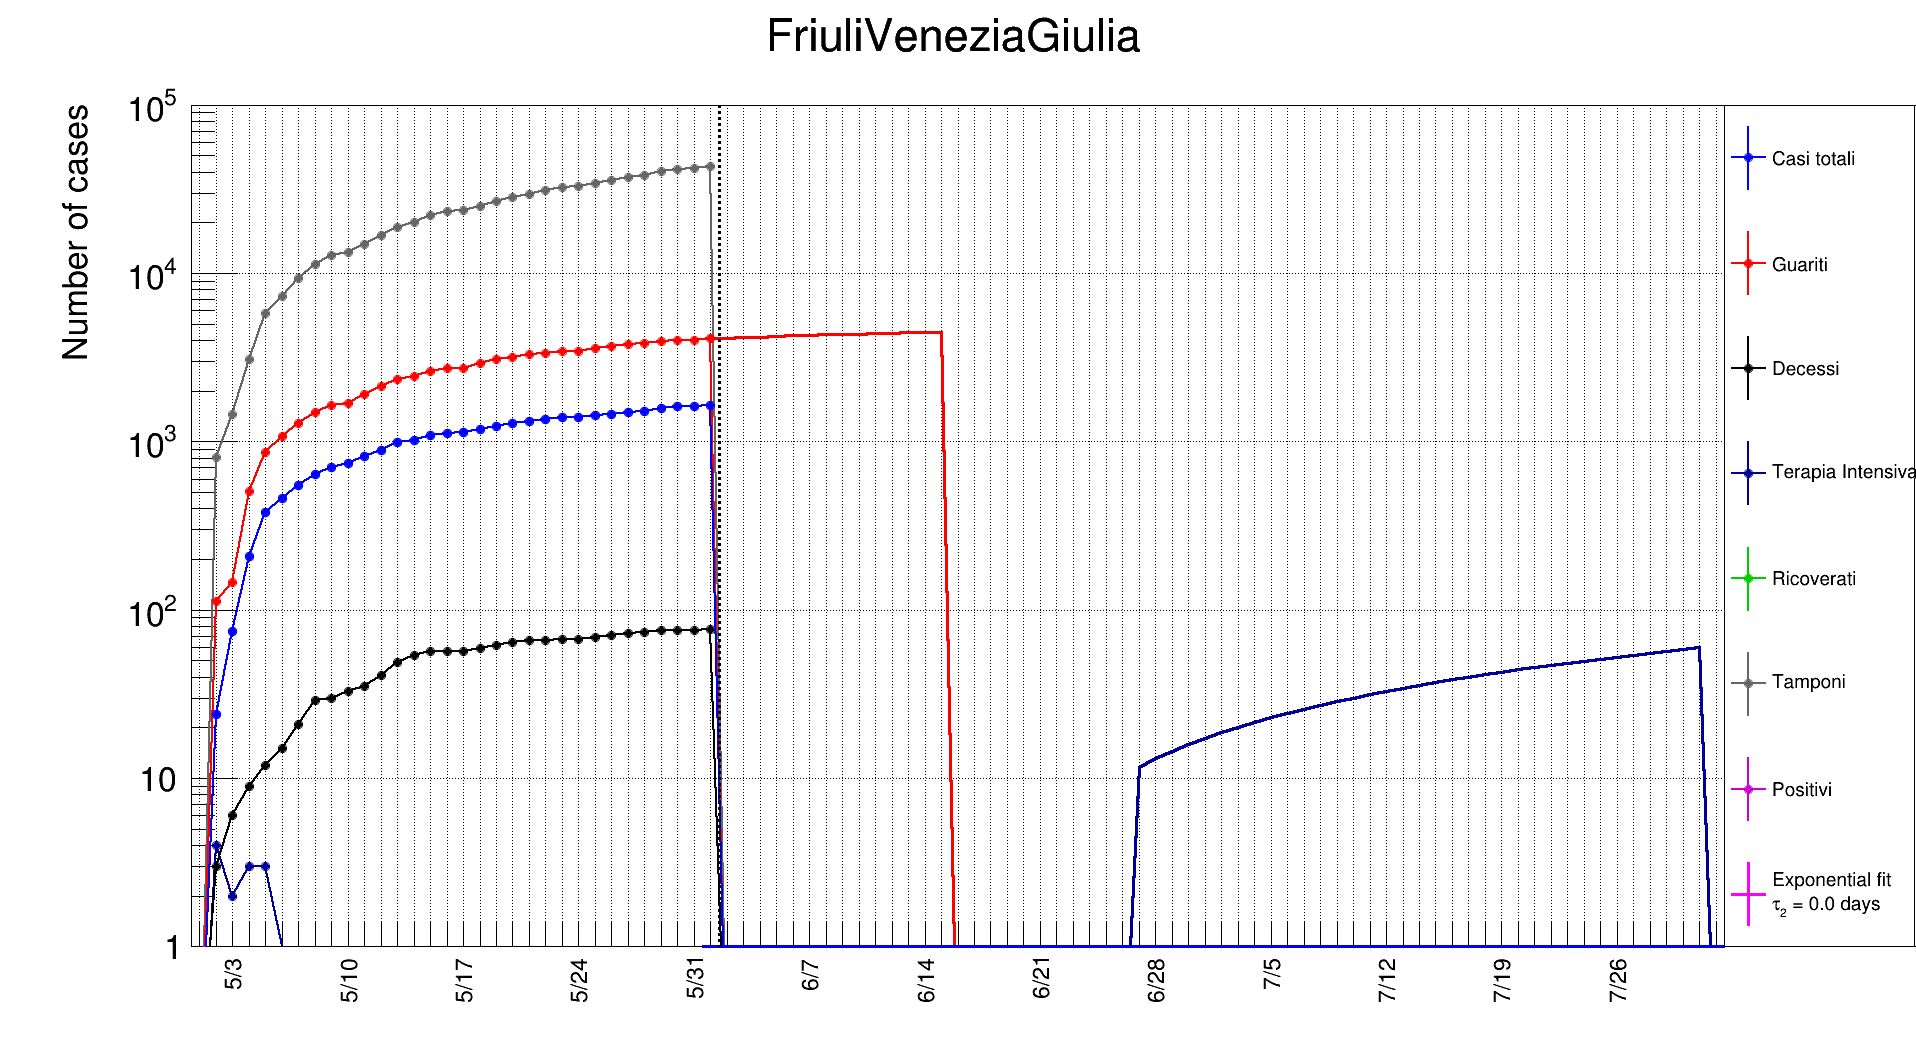 FriuliVeneziaGiulia
Number of cases
10^5
10^4
10^3
10^2
10
1
5/3
5/10
5/17
5/24
5/31
6/7
6/14
6/21
6/28
7/5
7/12
7/19
7/26
Casi totali
Guariti
Decessi
Terapia Intensiva
Ricoverati
Tamponi
Positivi
Exponential fit
τ₂ = 0.0 days